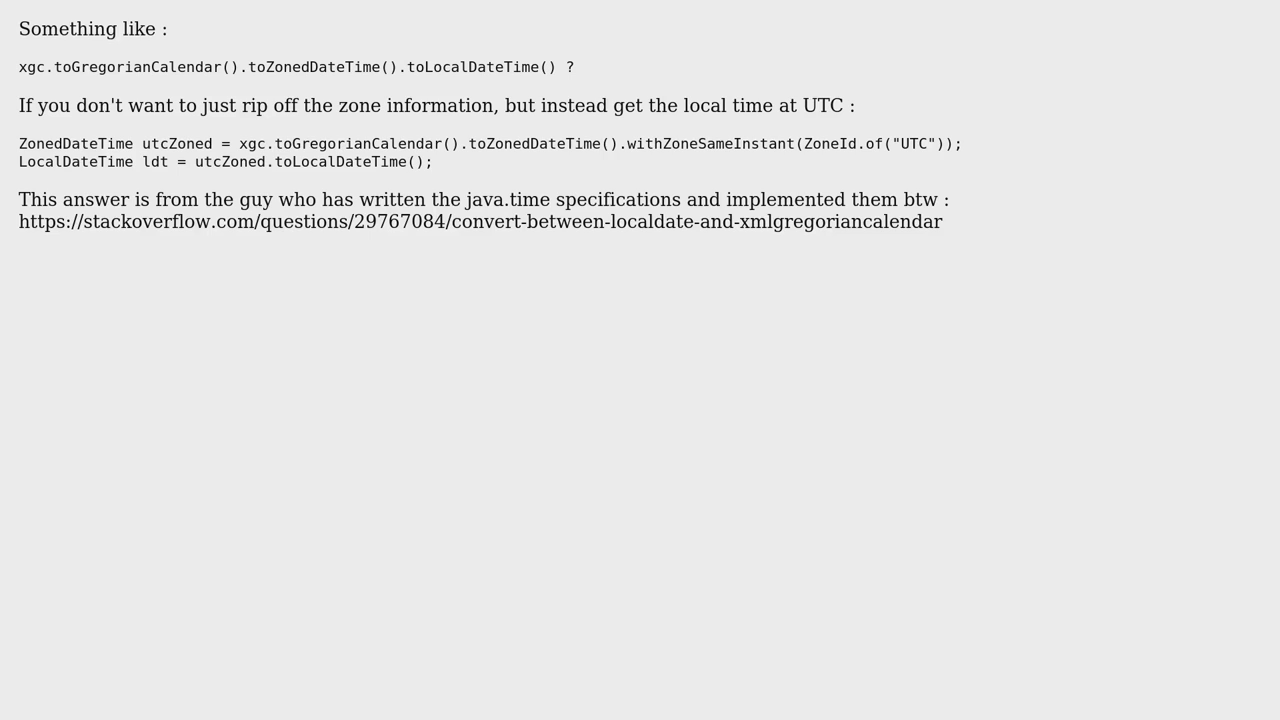 Something like :
xgc.toGregorianCalendar().toZonedDateTime().toLocalDateTime() ?
If you don't want to just rip off the zone information, but instead get the local time at UTC :
ZonedDateTime utcZoned = xgc.toGregorianCalendar().toZonedDateTime().withZoneSameInstant(ZoneId.of("UTC"));
LocalDateTime ldt = utcZoned.toLocalDateTime();
This answer is from the guy who has written the java.time specifications and implemented them btw :
https://stackoverflow.com/questions/29767084/convert-between-localdate-and-xmlgregoriancalendar